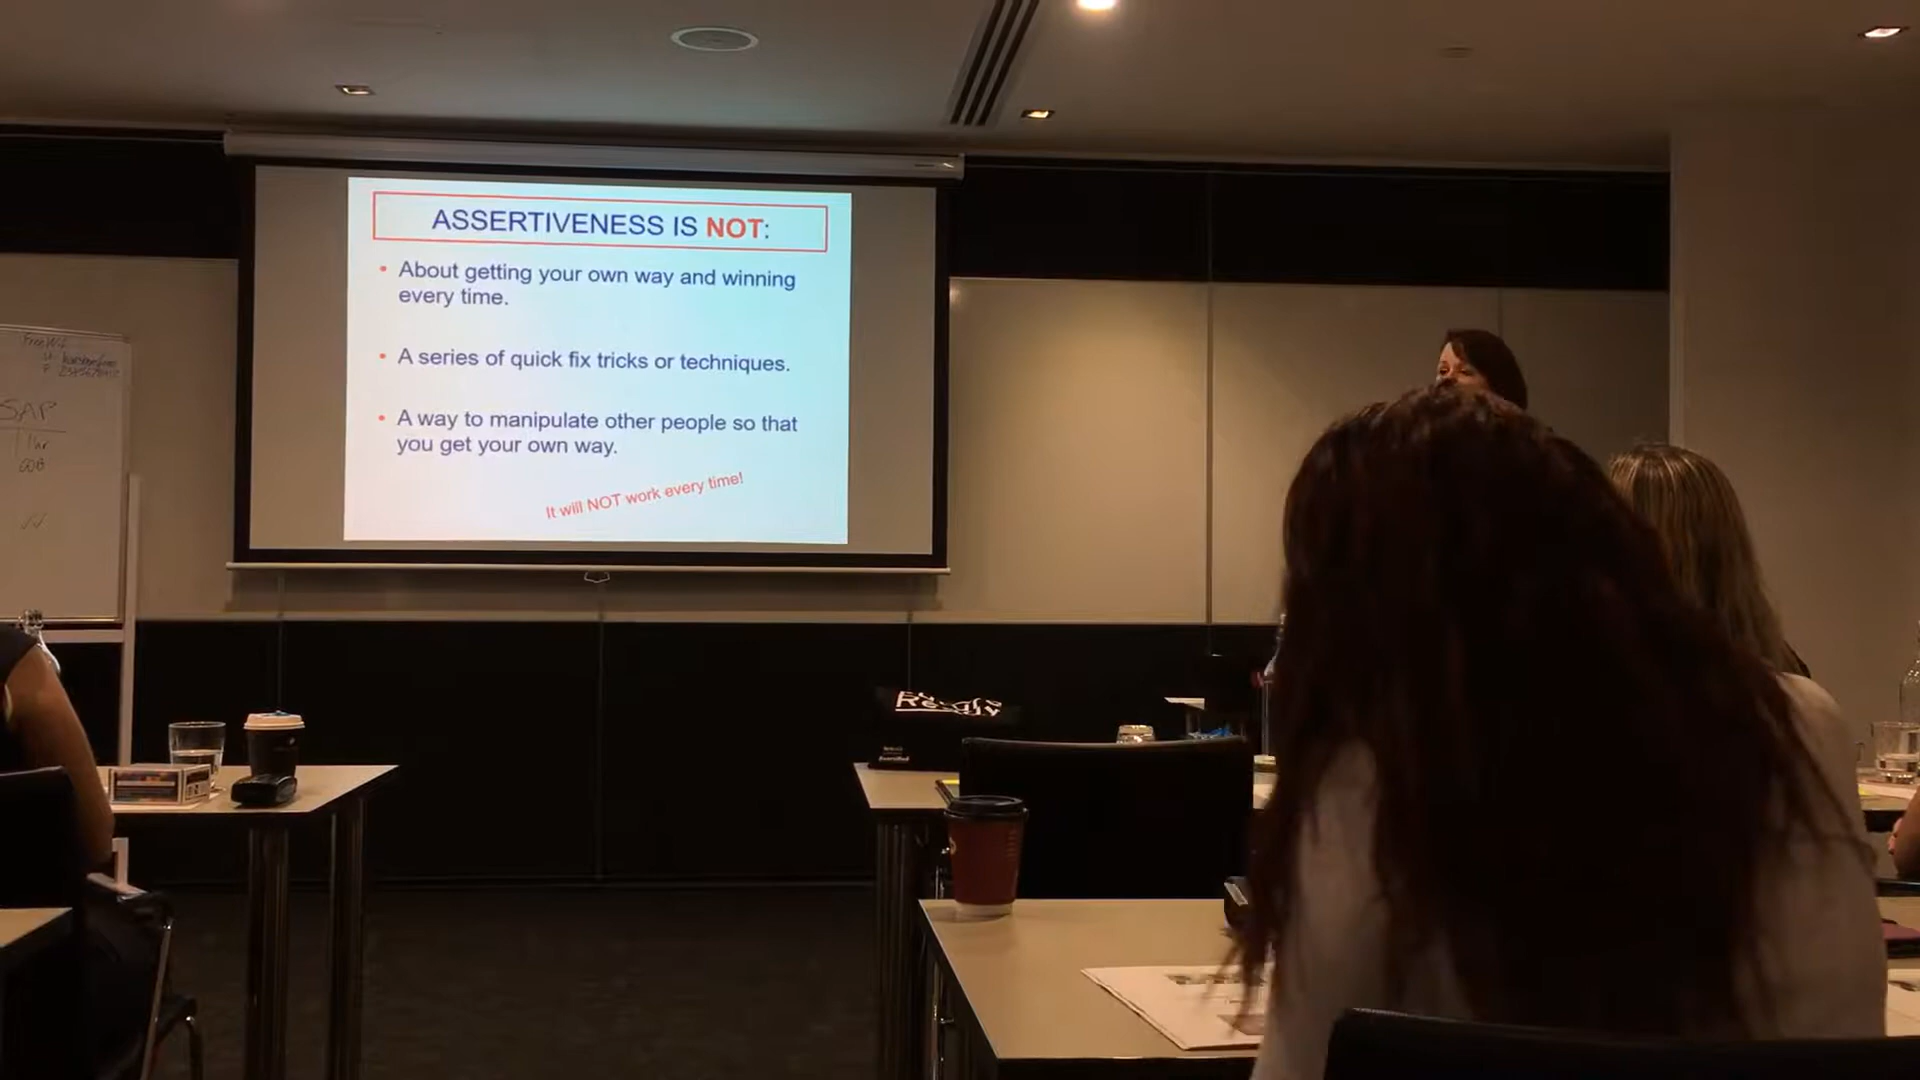 ASSERTIVENESS IS NOT:
• About getting your own way and winning
every time.
• A series of quick fix tricks or techniques.
• A way to manipulate other people so that
you get your own way.
It will NOT work every time!
SAP
1hr